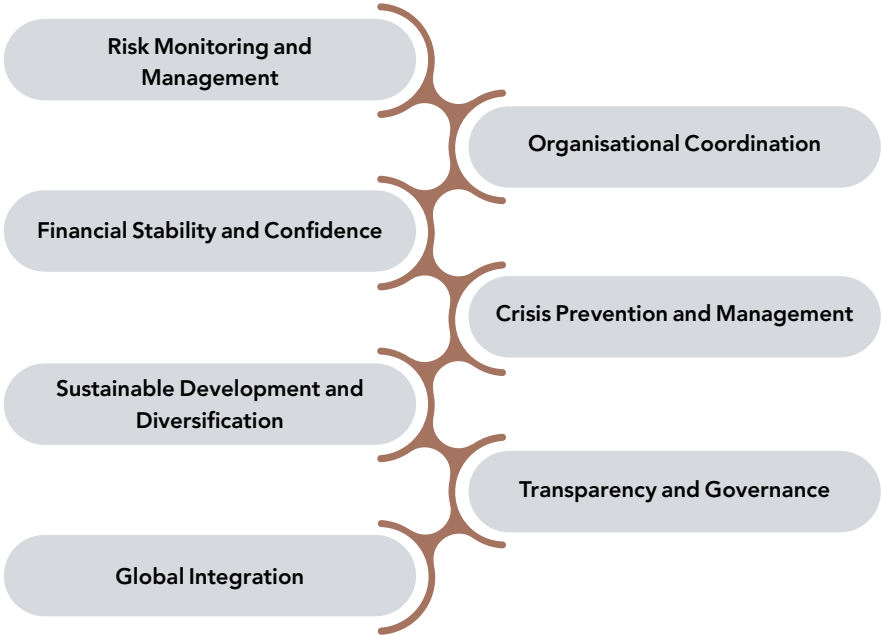 Risk Monitoring and
Management
Organisational Coordination
Financial Stability and Confidence
Crisis Prevention and Management
Sustainable Development and
Diversification
Transparency and Governance
Global Integration